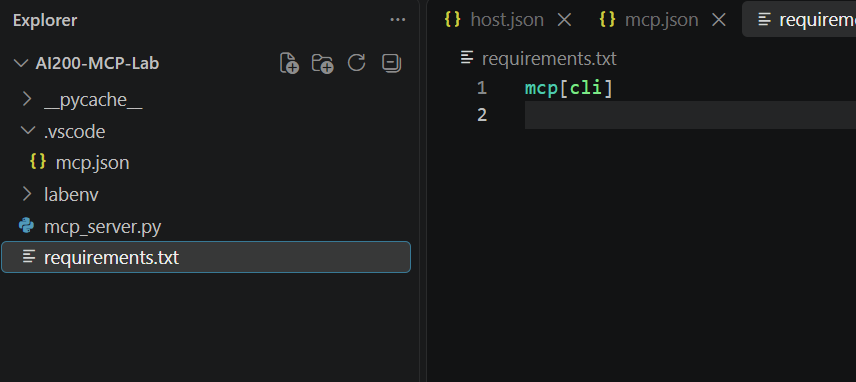 Explorer
AI200-MCP-Lab
__pycache__
.vscode
mcp.json
labenv
mcp_server.py
requirements.txt
host.json
mcp.json
requirem
requirements.txt
1 mcp[cli]
2